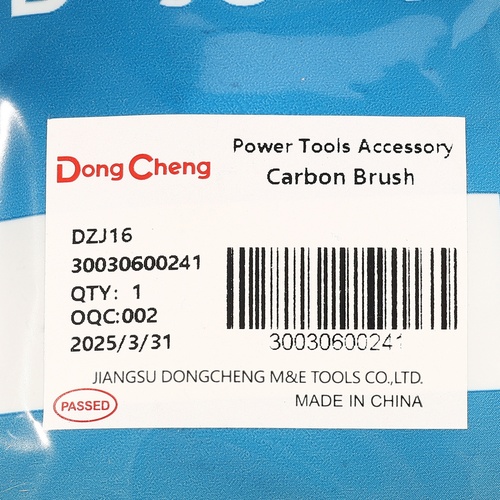 DongCheng
Power Tools Accessory
Carbon Brush
DZJ16
30030600241
QTY: 1
OQC:002
2025/3/31
30030600241
JIANGSU DONGCHENG M&E TOOLS CO.,LTD.
PASSED
MADE IN CHINA